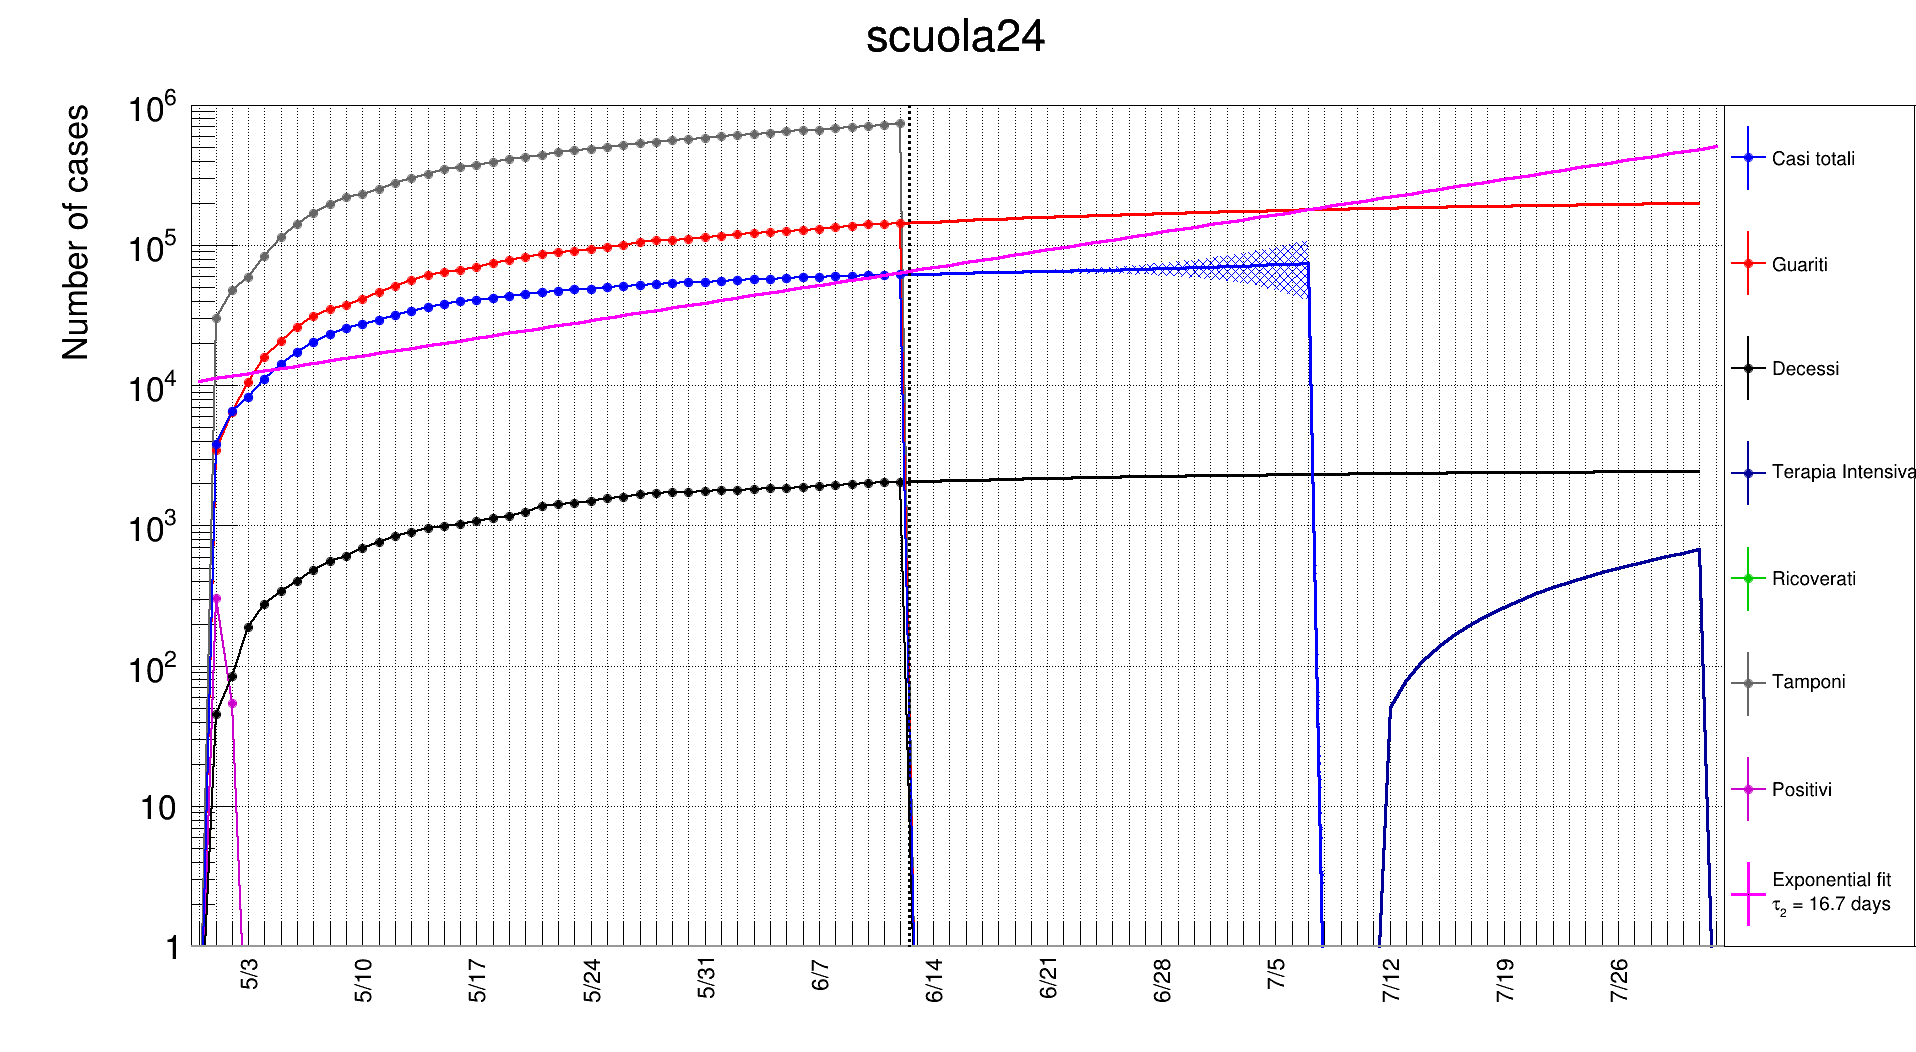 scuola24
Number of cases
10^6
10^5
10^4
10^3
10^2
10
1
5/3
5/10
5/17
5/24
5/31
6/7
6/14
6/21
6/28
7/5
7/12
7/19
7/26
Casi totali
Guariti
Decessi
Terapia Intensiva
Ricoverati
Tamponi
Positivi
Exponential fit
τ₂ = 16.7 days